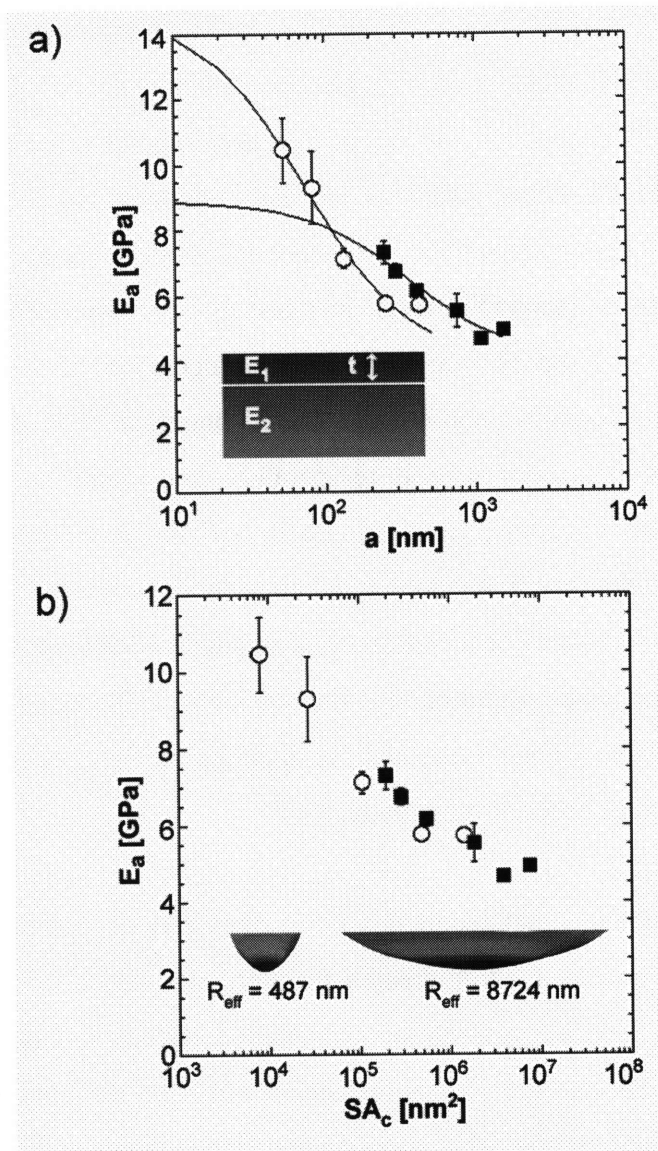 a)
14
12
10
8
6
4
2
0
E_a [GPa]
E_1 t
E_2
10^1 10^2 10^3 10^4
a [nm]
b)
12
10
8
6
4
2
0
E_a [GPa]
R_eff = 487 nm R_eff = 8724 nm
10^3 10^4 10^5 10^6 10^7 10^8
SA_c [nm^2]